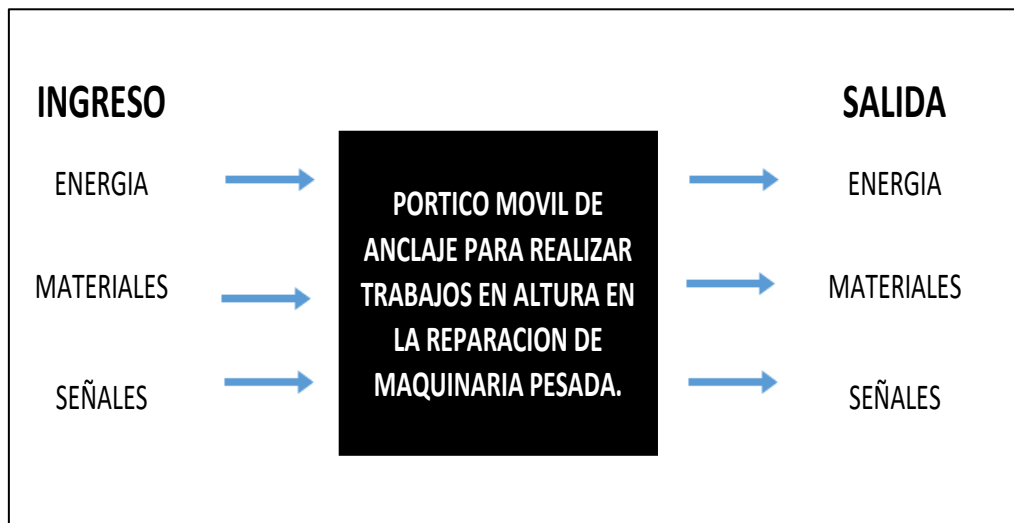 INGRESO
SALIDA
ENERGIA
MATERIALES
SEÑALES
PORTICO MOVIL DE
ANCLAJE PARA REALIZAR
TRABAJOS EN ALTURA EN
LA REPARACION DE
MAQUINARIA PESADA.
ENERGIA
MATERIALES
SEÑALES